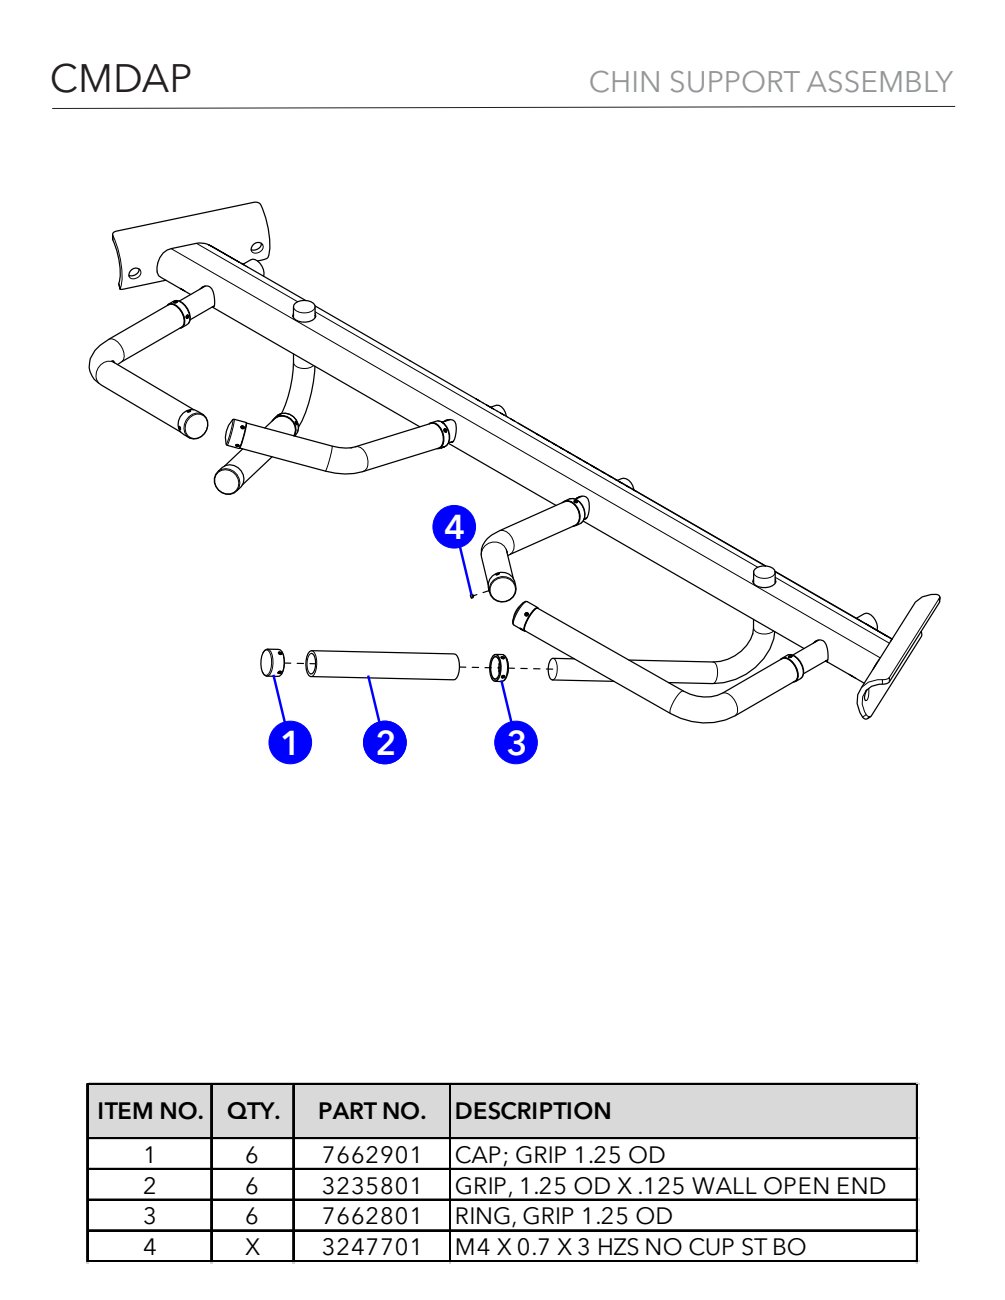 CMDAP
CHIN SUPPORT ASSEMBLY
4
1
2
3
ITEM NO. QTY. PART NO. DESCRIPTION
1 6 7662901 CAP; GRIP 1.25 OD
2 6 3235801 GRIP, 1.25 OD X .125 WALL OPEN END
3 6 7662801 RING, GRIP 1.25 OD
4 X 3247701 M4 X 0.7 X 3 HZS NO CUP ST BO